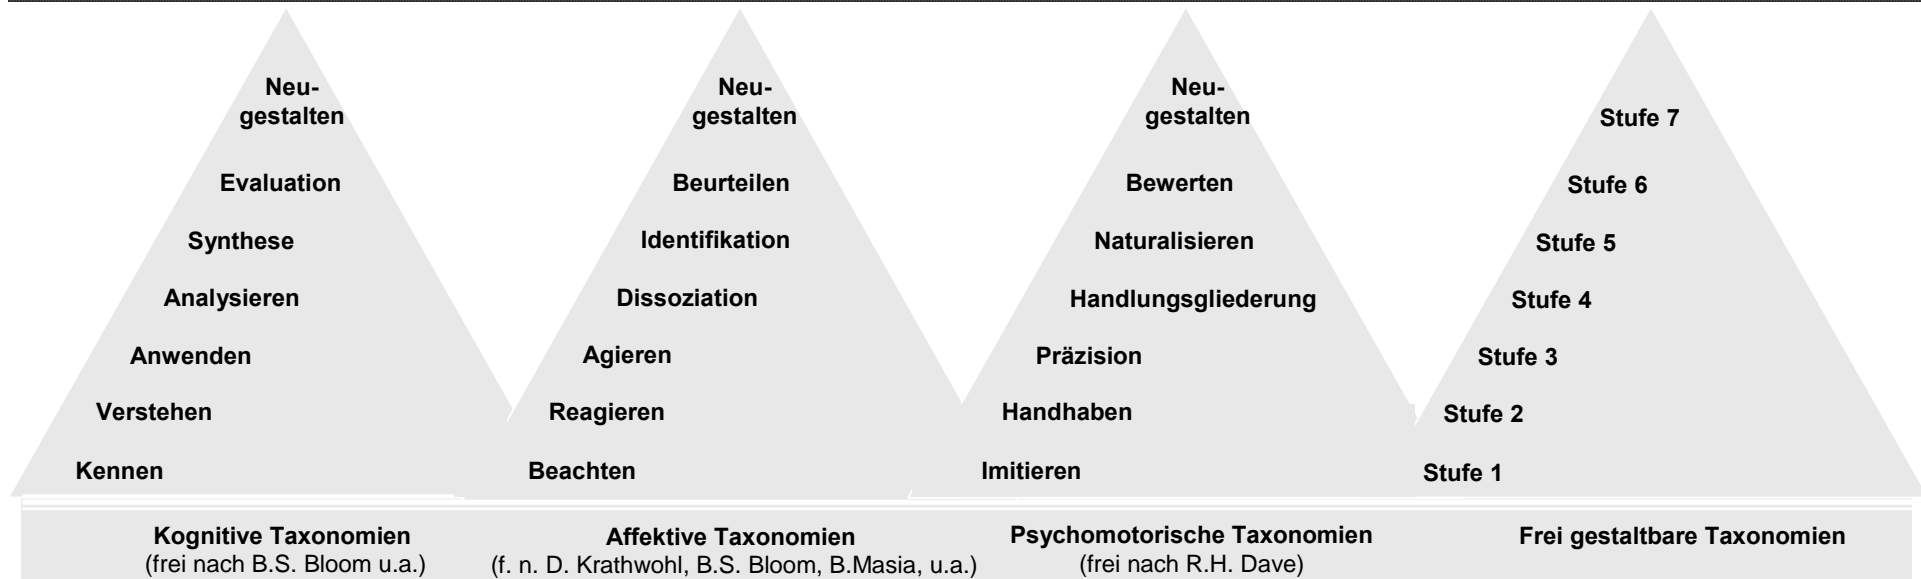 Neu-
gestalten
Evaluation
Synthese
Analysieren
Anwenden
Verstehen
Kennen
Kognitive Taxonomien
(frei nach B.S. Bloom u.a.)
Neu-
gestalten
Beurteilen
Identifikation
Dissoziation
Agieren
Reagieren
Beachten
Affektive Taxonomien
(f. n. D. Krathwohl, B.S. Bloom, B.Masia, u.a.)
Neu-
gestalten
Bewerten
Naturalisieren
Handlungsgliederung
Präzision
Handhaben
Imitieren
Psychomotorische Taxonomien
(frei nach R.H. Dave)
Stufe 7
Stufe 6
Stufe 5
Stufe 4
Stufe 3
Stufe 2
Stufe 1
Frei gestaltbare Taxonomien